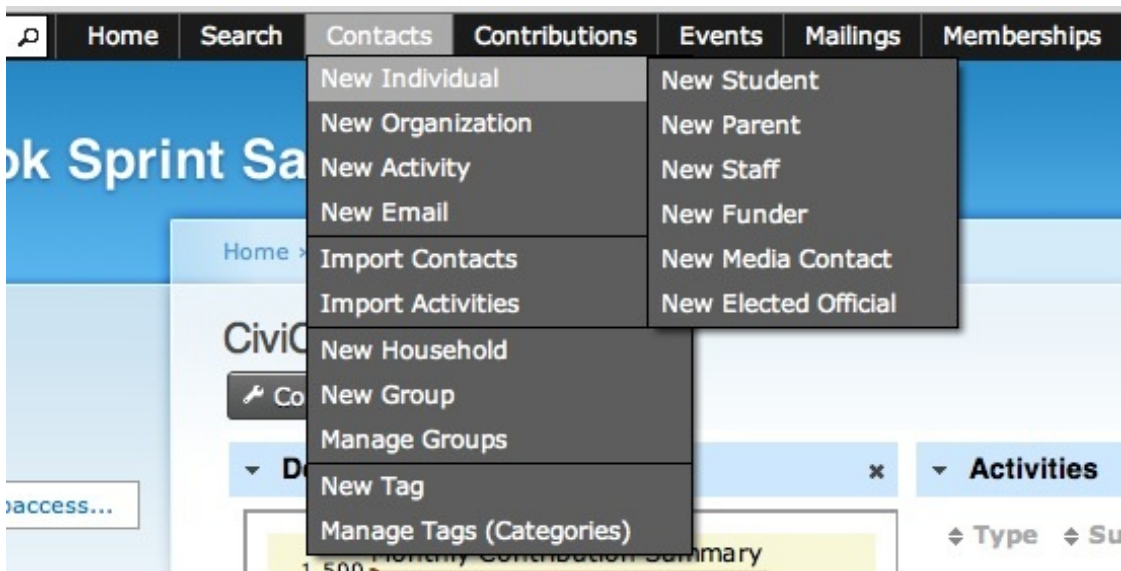 Home Search Contacts Contributions Events Mailings Memberships
New Individual
New Organization
New Activity
New Email
Import Contacts
Import Activities
New Household
New Group
Manage Groups
New Tag
Manage Tags (Categories)
New Student
New Parent
New Staff
New Funder
New Media Contact
New Elected Official
ok Sprint Sa
Home »
CiviC
Co
D
Activities
paccess...
Type Su
Monthly Contribution Summary
1,500